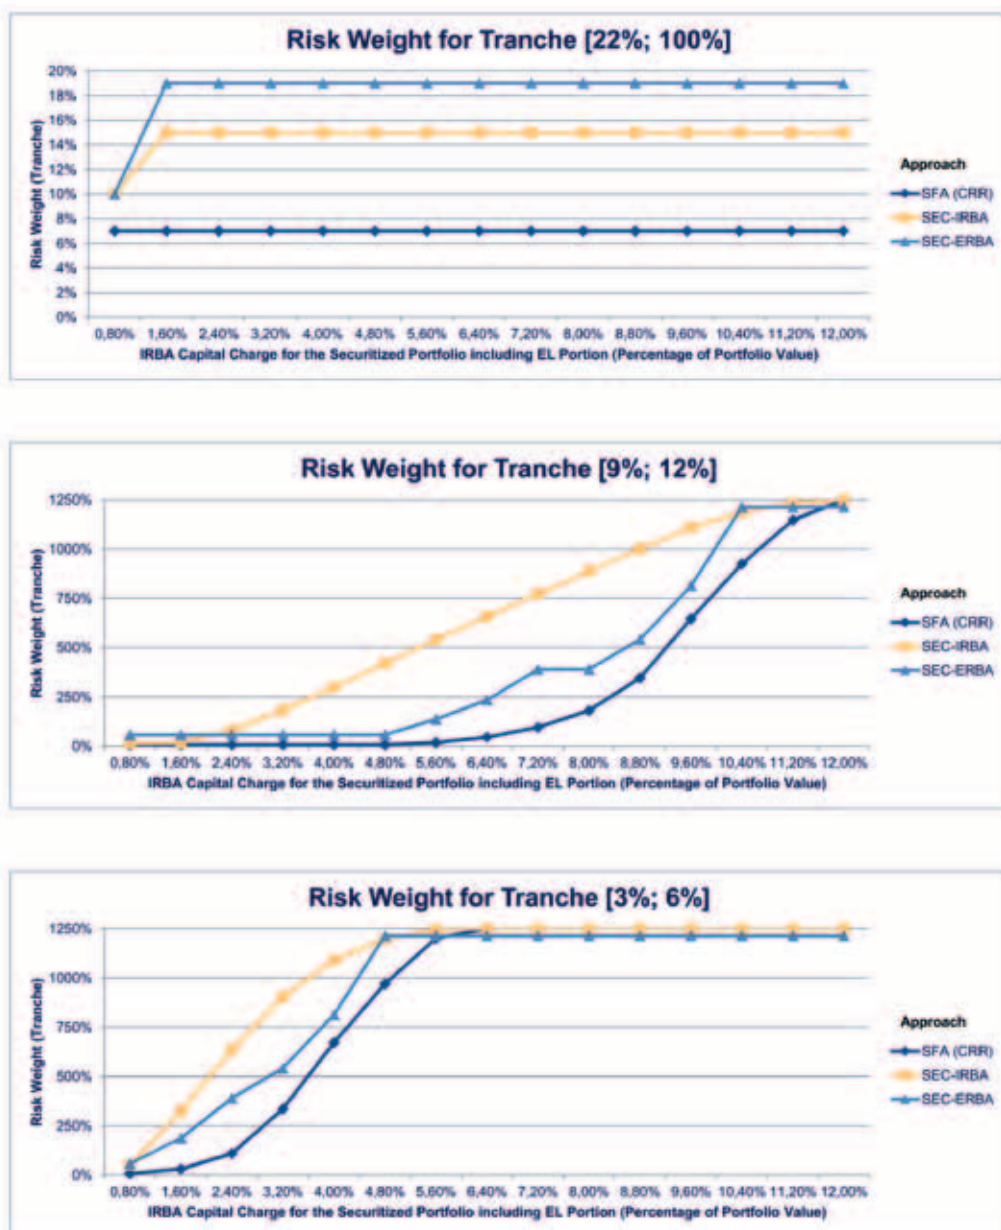 Risk Weight for Tranche [22%; 100%]
Risk Weight (Tranche)
20%
18%
16%
14%
12%
10%
8%
6%
4%
2%
0%
0,80% 1,60% 2,40% 3,20% 4,00% 4,80% 5,60% 6,40% 7,20% 8,00% 8,80% 9,60% 10,40% 11,20% 12,00%
IRBA Capital Charge for the Securitized Portfolio including EL Portion (Percentage of Portfolio Value)
Approach
SFA (CRR)
SEC-IRBA
SEC-ERBA
Risk Weight for Tranche [9%; 12%]
Risk Weight (Tranche)
1250%
1000%
750%
500%
250%
0%
0,80% 1,60% 2,40% 3,20% 4,00% 4,80% 5,60% 6,40% 7,20% 8,00% 8,80% 9,60% 10,40% 11,20% 12,00%
IRBA Capital Charge for the Securitized Portfolio including EL Portion (Percentage of Portfolio Value)
Approach
SFA (CRR)
SEC-IRBA
SEC-ERBA
Risk Weight for Tranche [3%; 6%]
Risk Weight (Tranche)
1250%
1000%
750%
500%
250%
0%
0,80% 1,60% 2,40% 3,20% 4,00% 4,80% 5,60% 6,40% 7,20% 8,00% 8,80% 9,60% 10,40% 11,20% 12,00%
IRBA Capital Charge for the Securitized Portfolio including EL Portion (Percentage of Portfolio Value)
Approach
SFA (CRR)
SEC-IRBA
SEC-ERBA